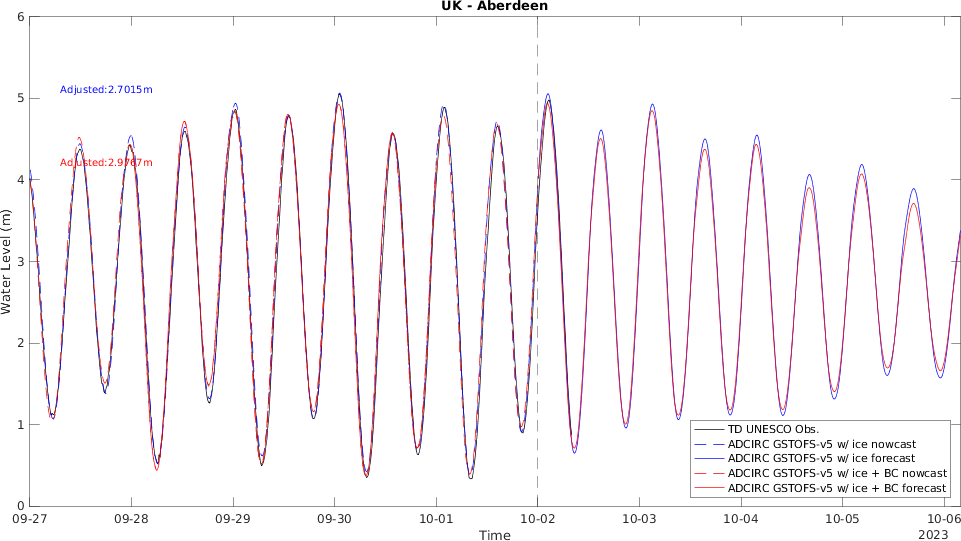 UK - Aberdeen
6
5
4
3
2
1
0
Water Level (m)
Adjusted:2.7015m
Adjusted:2.9767m
TD UNESCO Obs.
ADCIRC GSTOFS-v5 w/ ice nowcast
ADCIRC GSTOFS-v5 w/ ice forecast
ADCIRC GSTOFS-v5 w/ ice + BC nowcast
ADCIRC GSTOFS-v5 w/ ice + BC forecast
09-27 09-28 09-29 09-30 10-01 10-02 10-03 10-04 10-05 10-06
Time
2023